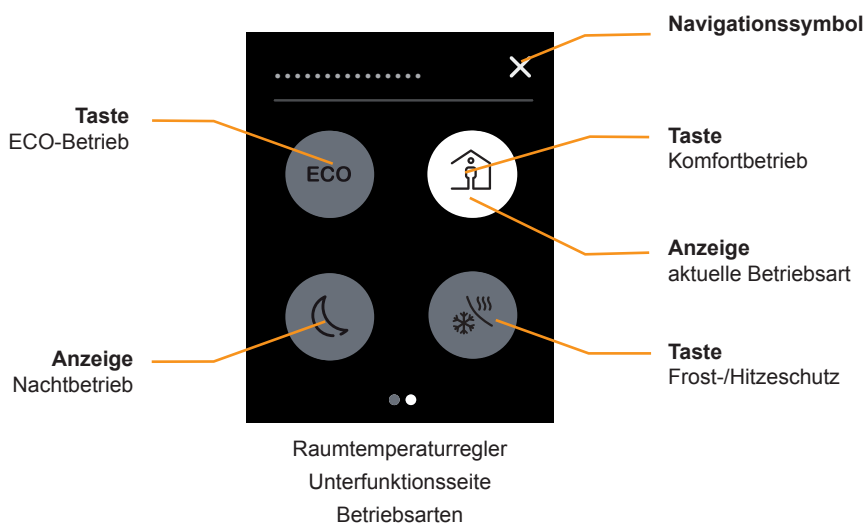 Navigationssymbol
Taste
ECO-Betrieb
ECO
Taste
Komfortbetrieb
Anzeige
aktuelle Betriebsart
Anzeige
Nachtbetrieb
Taste
Frost-/Hitzeschutz
Raumtemperaturregler
Unterfunktionsseite
Betriebsarten